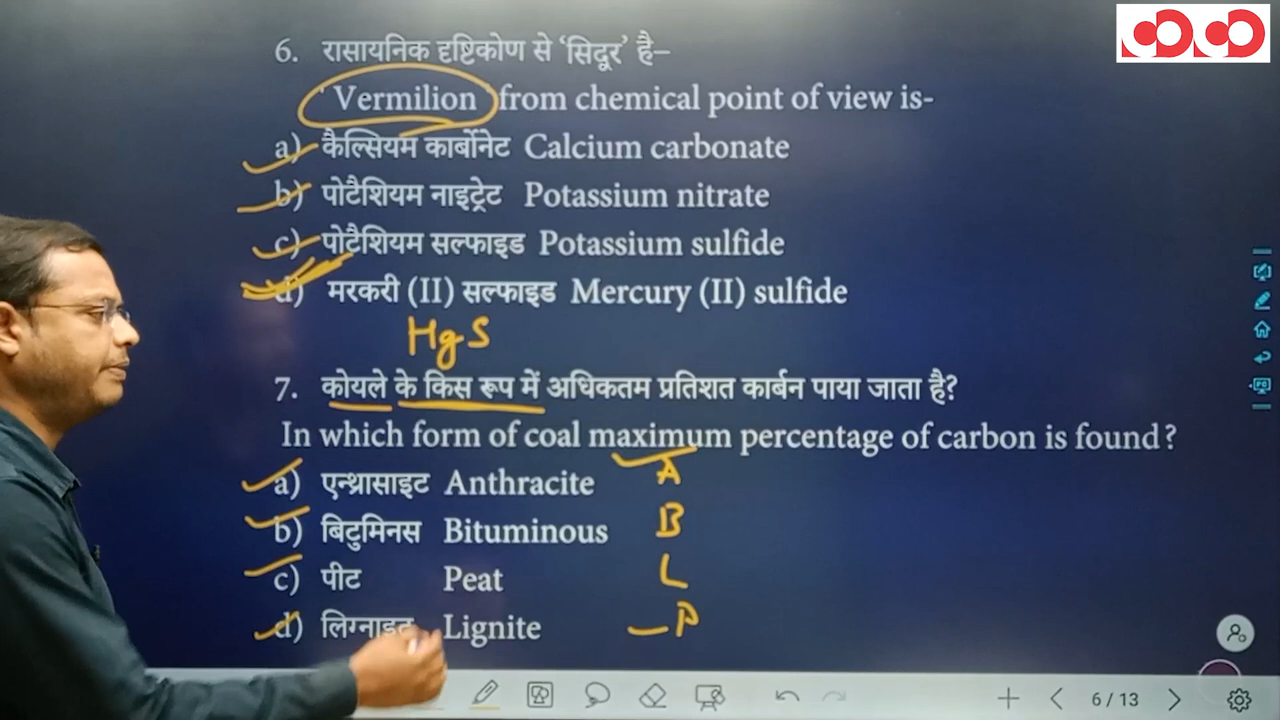 6. रासायनिक दृष्टिकोण से ‘सिंदूर’ है–
Vermilion from chemical point of view is-
a) कैल्सियम कार्बोनेट Calcium carbonate
b) पोटैशियम नाइट्रेट Potassium nitrate
c) पोटैशियम सल्फाइड Potassium sulfide
d) मरकरी (II) सल्फाइड Mercury (II) sulfide
HgS
7. कोयले के किस रूप में अधिकतम प्रतिशत कार्बन पाया जाता है?
In which form of coal maximum percentage of carbon is found?
a) एन्थ्रासाइट Anthracite A
b) बिटुमिनस Bituminous B
c) पीट Peat L
d) लिग्नाइट Lignite P
6 / 13